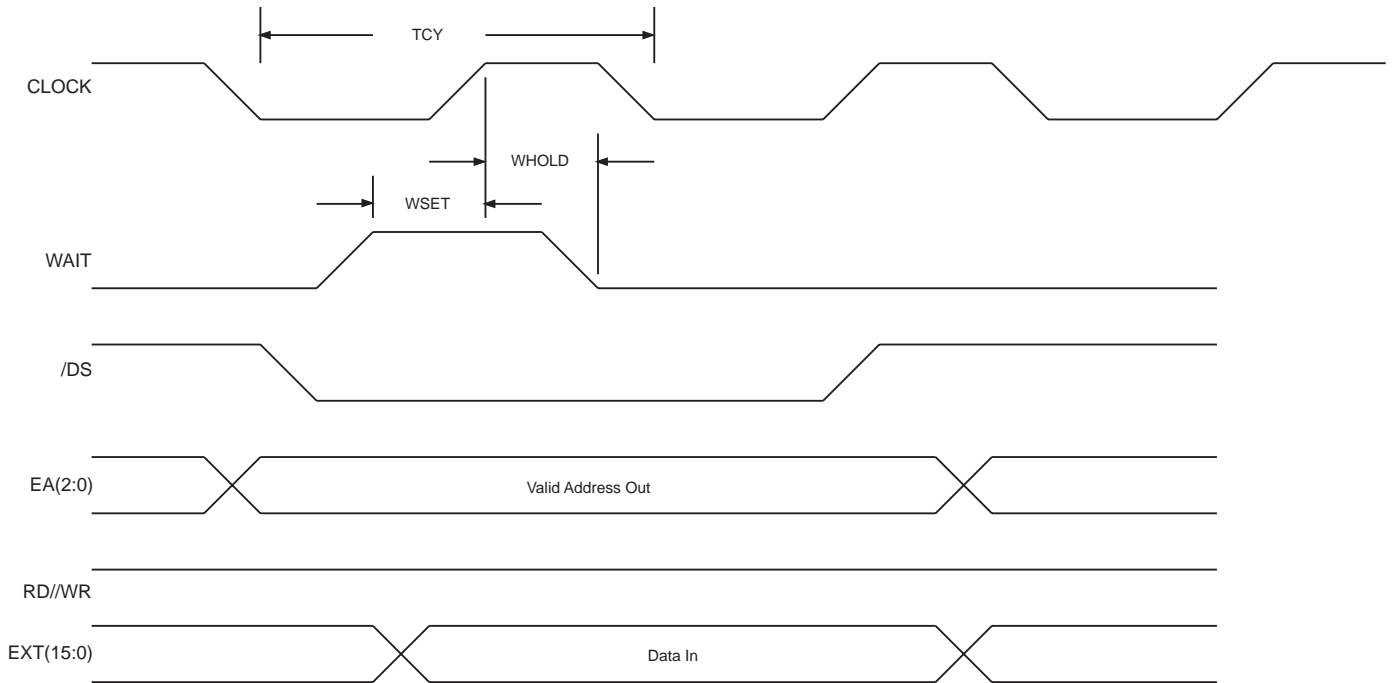 TCY
CLOCK
WHOLD
WSET
WAIT
/DS
EA(2:0)
Valid Address Out
RD//WR
EXT(15:0)
Data In